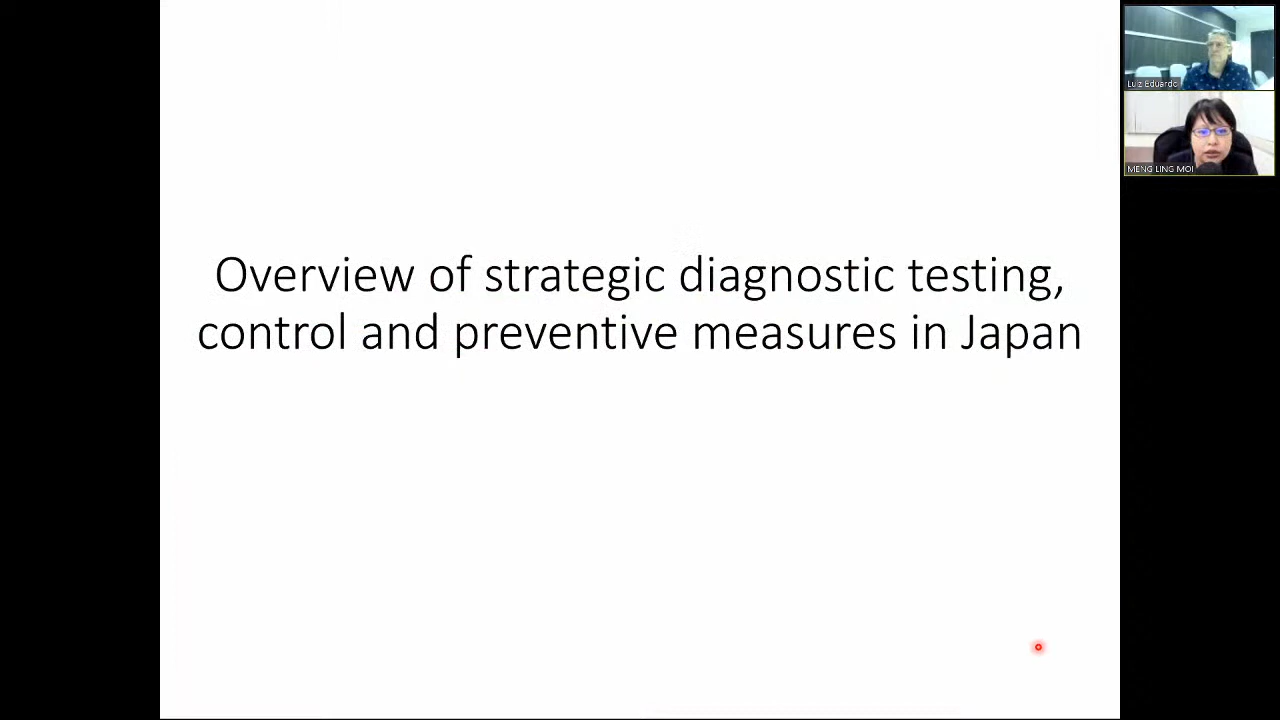 Overview of strategic diagnostic testing,
control and preventive measures in Japan
Luiz Eduardo
MENG LING MOI